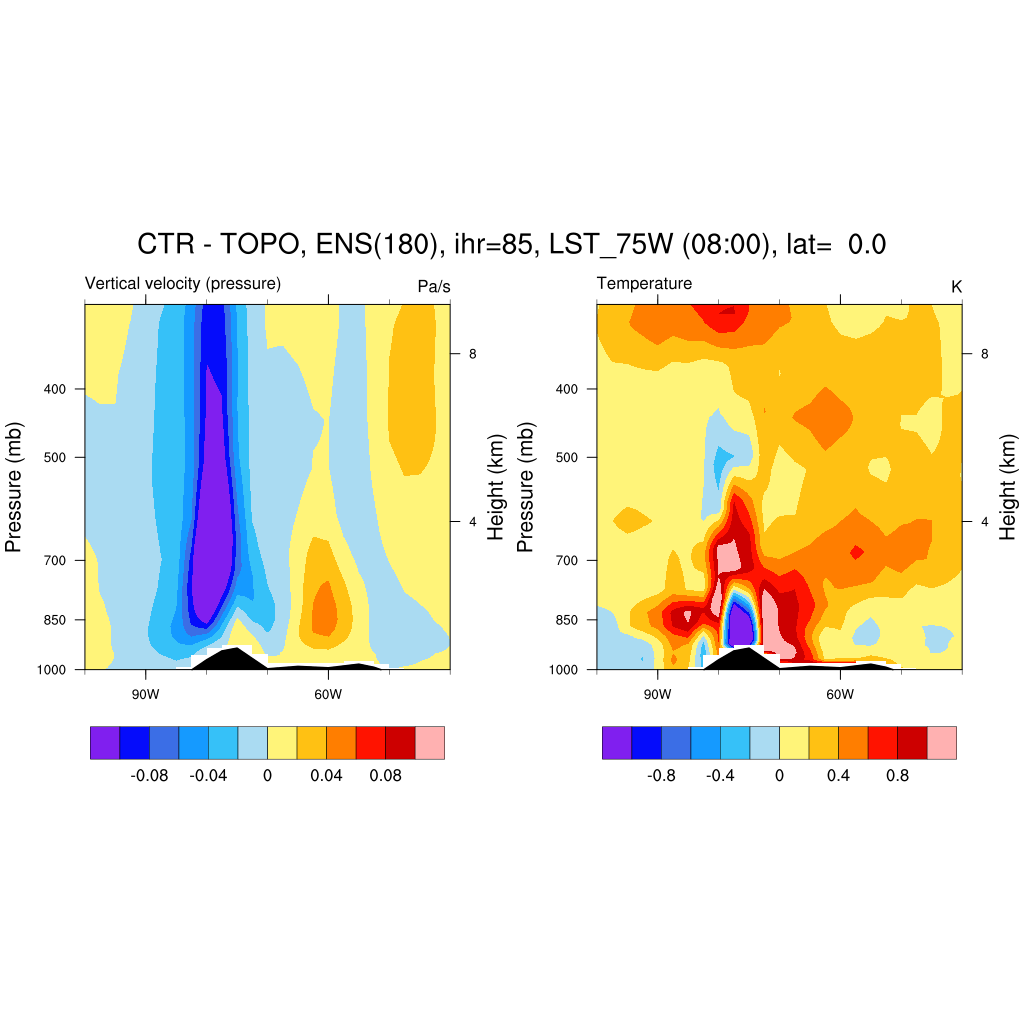 CTR - TOPO, ENS(180), ihr=85, LST_75W (08:00), lat=  0.0
Vertical velocity (pressure)
Pa/s
Pressure (mb)
400
500
700
850
1000
90W
60W
8
4
Height (km)
-0.08
-0.04
0
0.04
0.08
Temperature
K
Pressure (mb)
400
500
700
850
1000
90W
60W
8
4
Height (km)
-0.8
-0.4
0
0.4
0.8